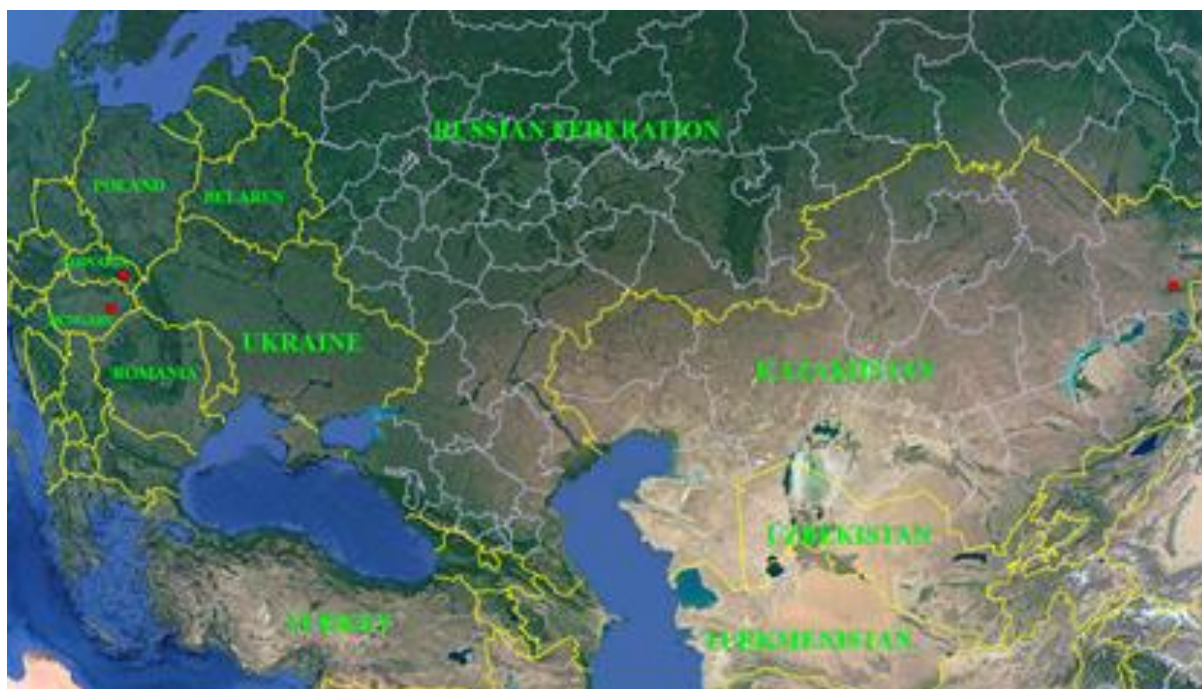 RUSSIAN FEDERATION
POLAND
BELARUS
UKRAINE
ROMANIA
KAZAKHSTAN
UZBEKISTAN
TURKEY
TURKMENISTAN